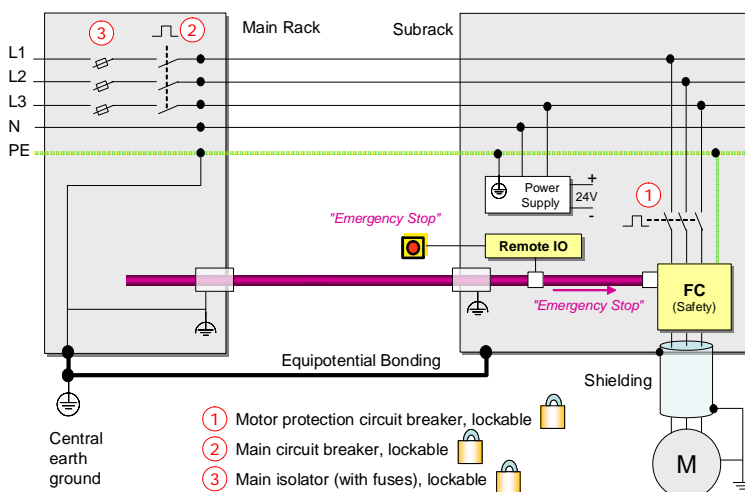 Main Rack
Subrack
3
2
L1
L2
L3
N
PE
Power
Supply
+
24V
-
1
"Emergency Stop"
Remote IO
FC
(Safety)
"Emergency Stop"
Equipotential Bonding
Shielding
Central
earth
ground
1 Motor protection circuit breaker, lockable
2 Main circuit breaker, lockable
3 Main isolator (with fuses), lockable
M